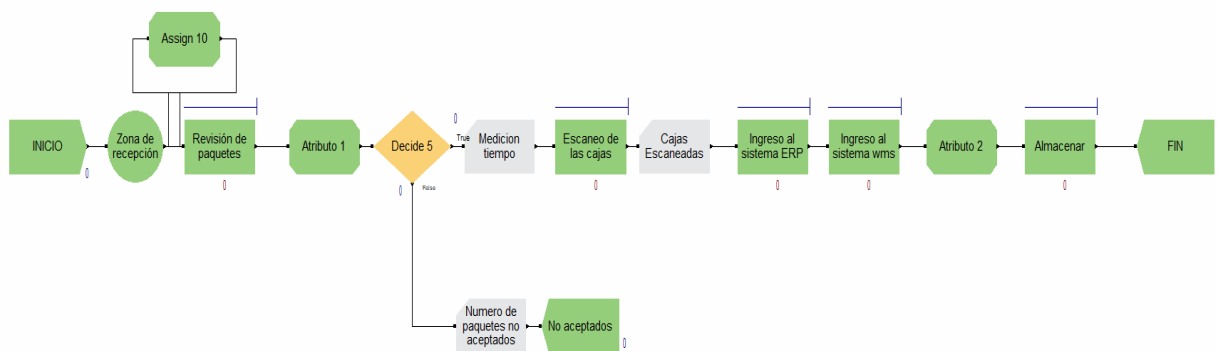 Assign 10
INICIO
Zona de
recepción
Revisión de
paquetes
Atributo 1
Decide 5
0
True
0
False
Medicion
tiempo
Escaneo de
las cajas
Cajas
Escaneadas
Ingreso al
sistema ERP
Ingreso al
sistema wms
Atributo 2
Almacenar
FIN
0
0
0
0
0
0
Numero de
paquetes no
aceptados
No aceptados
0